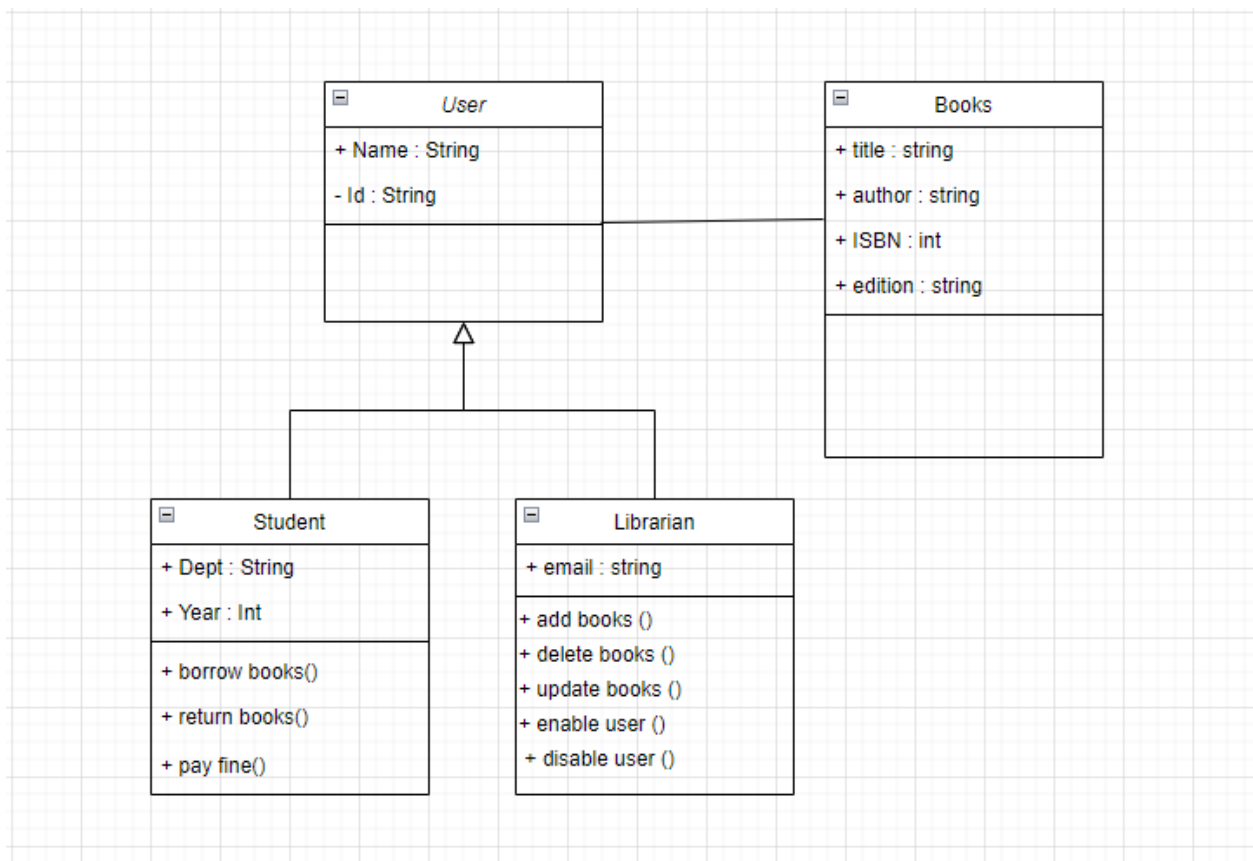 User
+ Name : String
- Id : String
Books
+ title : string
+ author : string
+ ISBN : int
+ edition : string
Student
+ Dept : String
+ Year : Int
+ borrow books()
+ return books()
+ pay fine()
Librarian
+ email : string
+ add books ()
+ delete books ()
+ update books ()
+ enable user ()
+ disable user ()